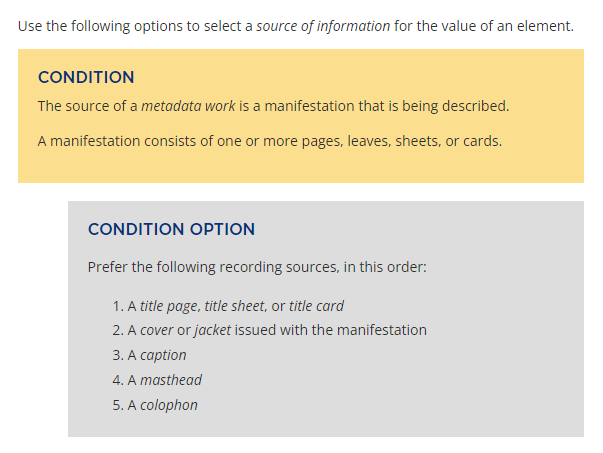 Use the following options to select a source of information for the value of an element.
CONDITION
The source of a metadata work is a manifestation that is being described.
A manifestation consists of one or more pages, leaves, sheets, or cards.
CONDITION OPTION
Prefer the following recording sources, in this order:
1. A title page, title sheet, or title card
2. A cover or jacket issued with the manifestation
3. A caption
4. A masthead
5. A colophon